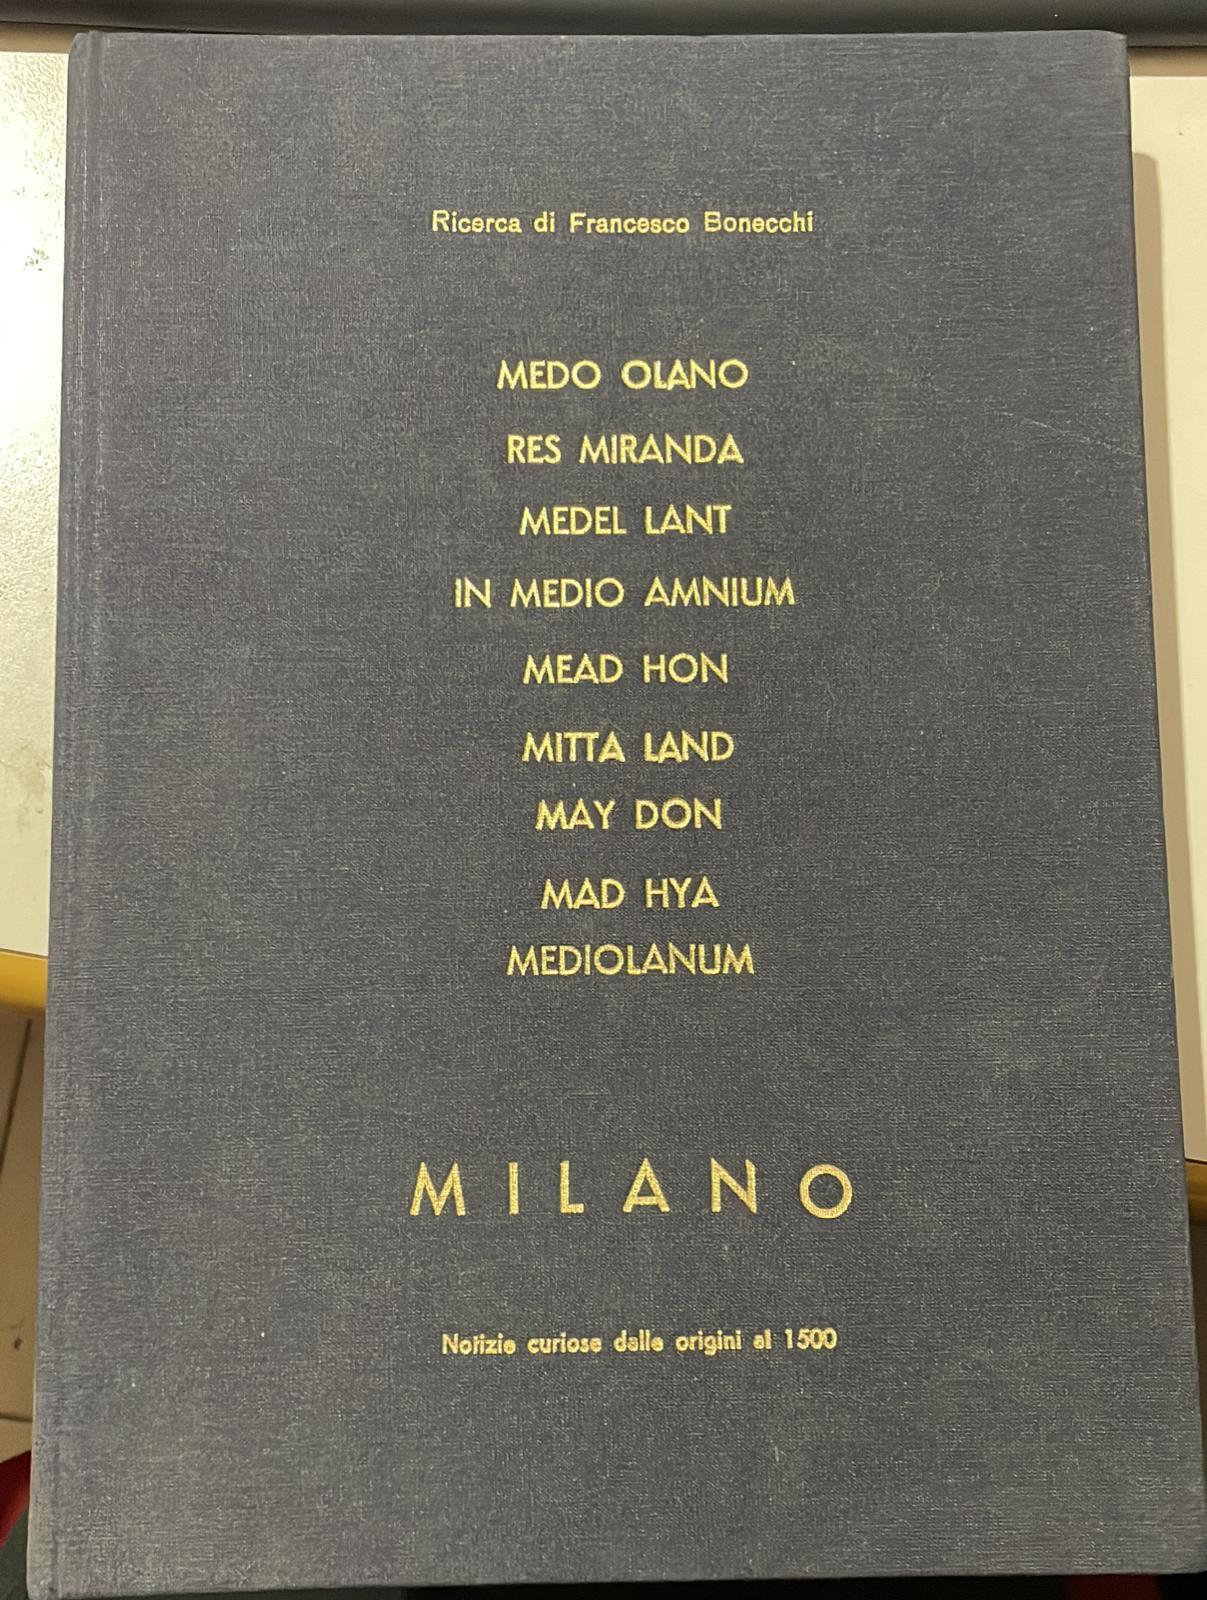 Ricerca di Francesco Bonecchi
MEDO OLANO
RES MIRANDA
MEDEL LANT
IN MEDIO AMNIUM
MEAD HON
MITTA LAND
MAY DON
MAD HYA
MEDIOLANUM
MILANO
Notizie curiose dalle origini al 1500